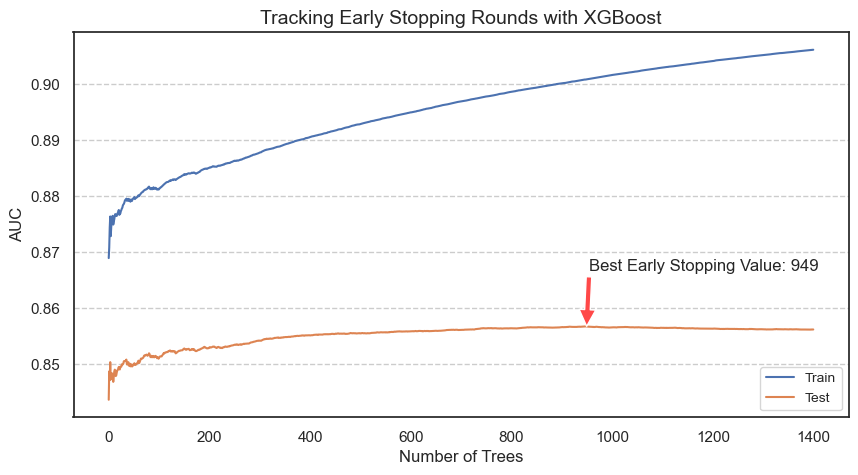 Tracking Early Stopping Rounds with XGBoost
AUC
0.90
0.89
0.88
0.87
0.86
0.85
Best Early Stopping Value: 949
Train
Test
0 200 400 600 800 1000 1200 1400
Number of Trees